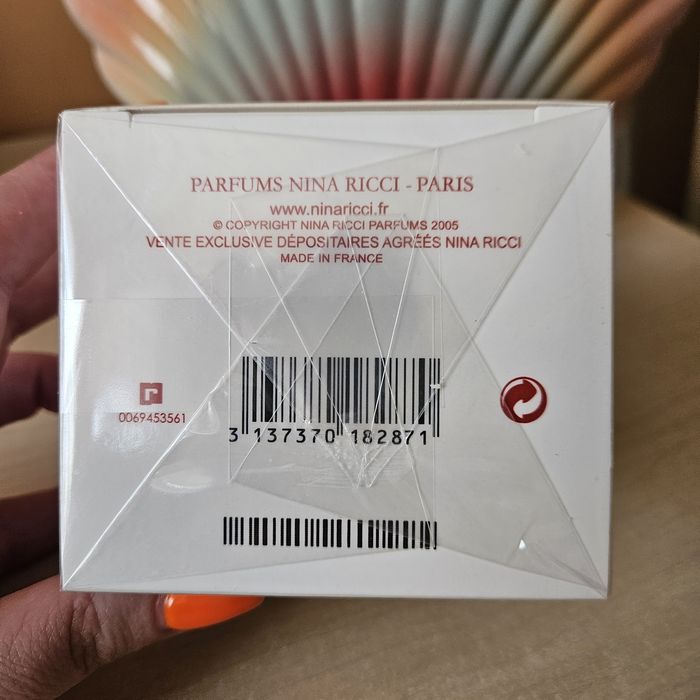 PARFUMS NINA RICCI - PARIS
www.ninaricci.fr
© COPYRIGHT NINA RICCI PARFUMS 2005
VENTE EXCLUSIVE DÉPOSITAIRES AGRÉÉS NINA RICCI
MADE IN FRANCE
r
0069453561
3 137370 182871